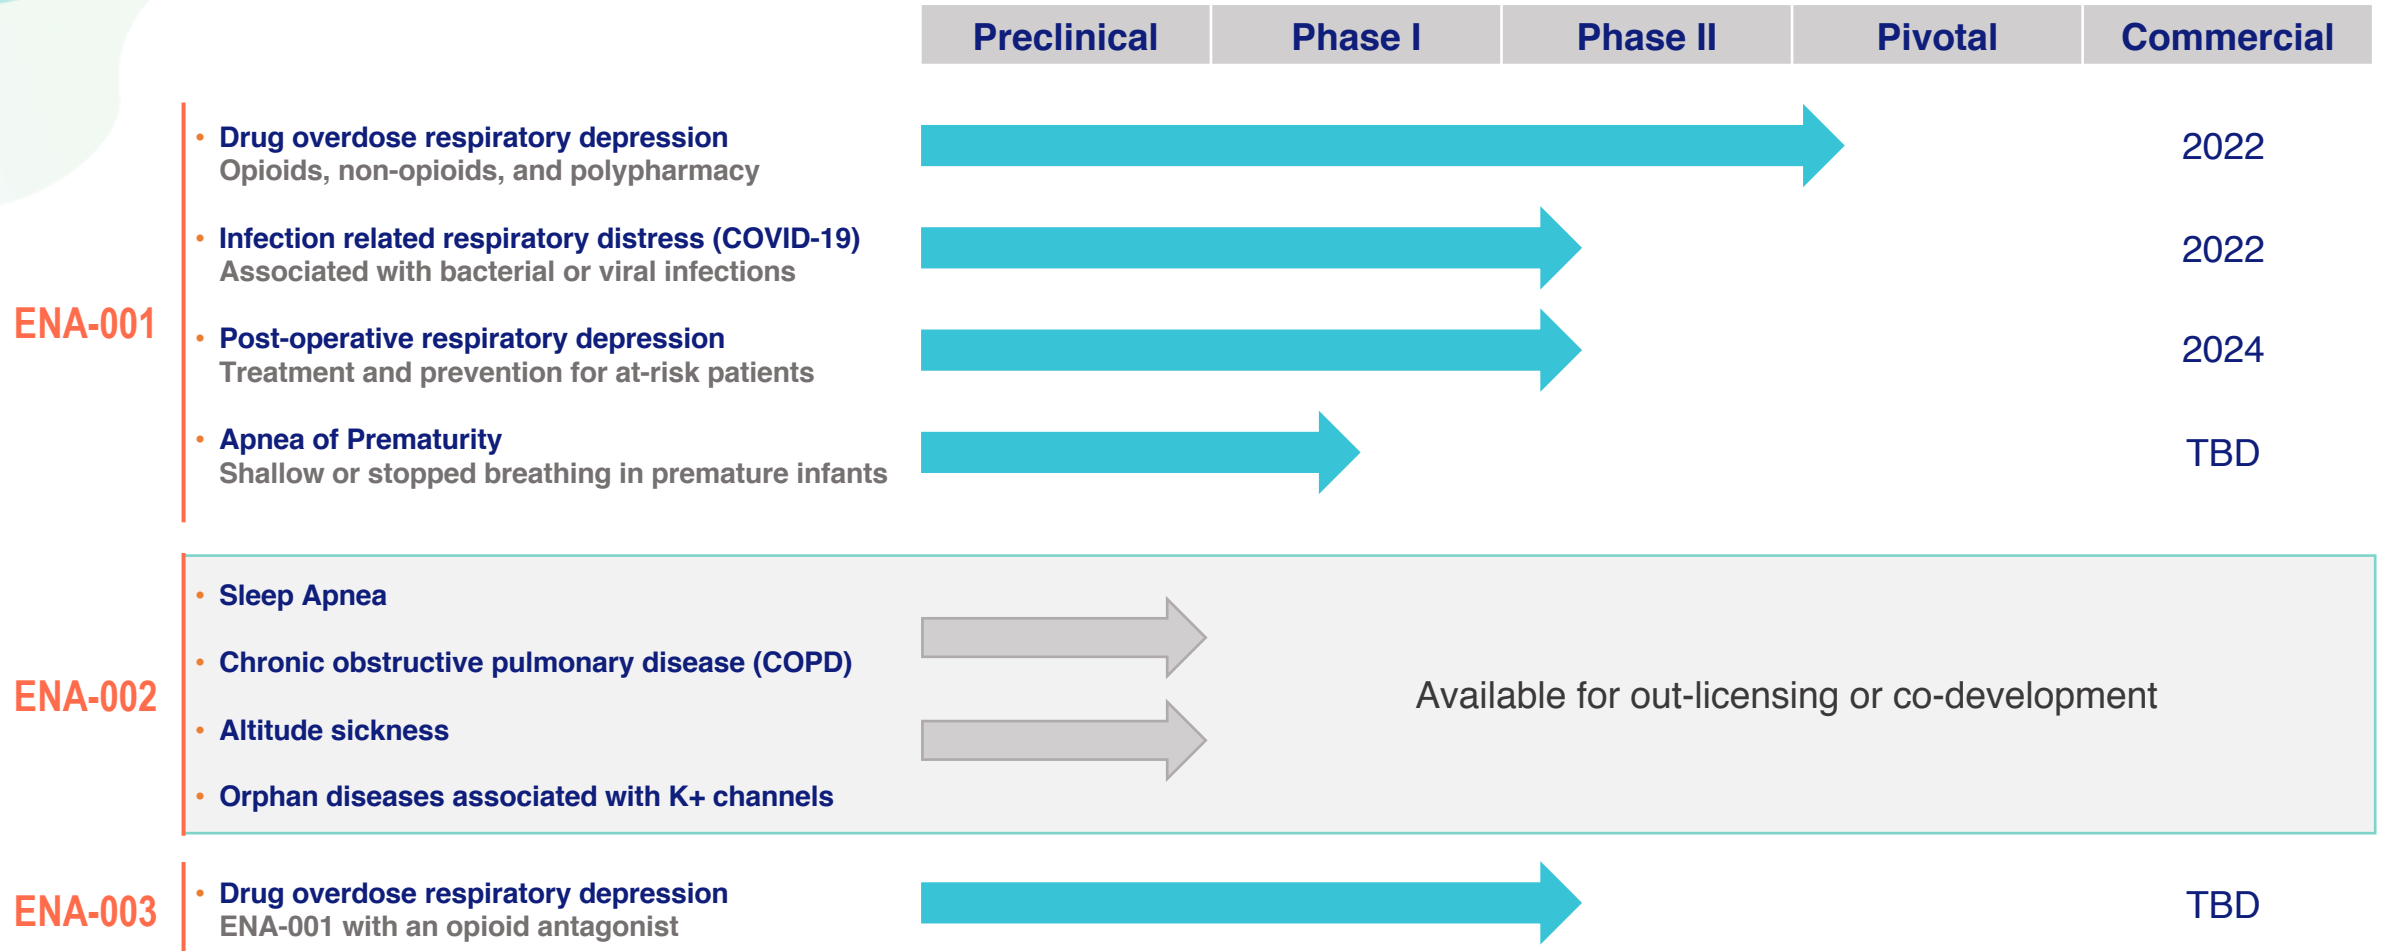 Preclinical Phase I Phase II Pivotal Commercial
ENA-001
• Drug overdose respiratory depression
Opioids, non-opioids, and polypharmacy
2022
• Infection related respiratory distress (COVID-19)
Associated with bacterial or viral infections
2022
• Post-operative respiratory depression
Treatment and prevention for at-risk patients
2024
• Apnea of Prematurity
Shallow or stopped breathing in premature infants
TBD
ENA-002
• Sleep Apnea
• Chronic obstructive pulmonary disease (COPD)
• Altitude sickness
• Orphan diseases associated with K+ channels
Available for out-licensing or co-development
ENA-003
• Drug overdose respiratory depression
ENA-001 with an opioid antagonist
TBD